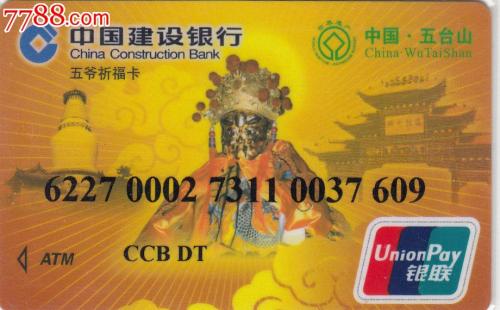 7788.com
中国建设银行
China Construction Bank
五爷祈福卡
中国·五台山
China·WuTaiShan
6227 0002 7311 0037 609
ATM
CCB DT
UnionPay
银联